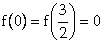 f(0) = f(3/2) = 0